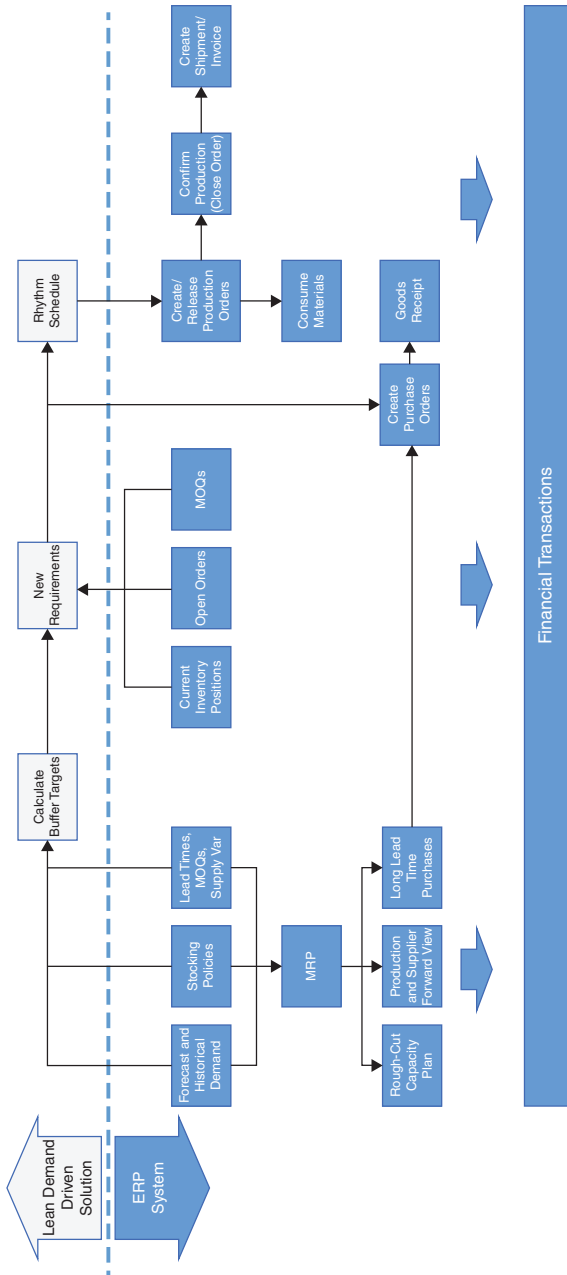 Lean Demand
Driven
Solution
ERP
System
Calculate
Buffer Targets
New
Requirements
Rhythm
Schedule
Forecast and
Historical
Demand
Stocking
Policies
Lead Times,
MOQs,
Supply Var
Current
Inventory
Positions
Open Orders
MOQs
Create/
Release
Production
Orders
Confirm
Production
(Close Order)
Create
Shipment/
Invoice
MRP
Consume
Materials
Rough-Cut
Capacity
Plan
Production
and Supplier
Forward View
Long Lead
Time
Purchases
Create
Purchase
Orders
Goods
Receipt
Financial Transactions